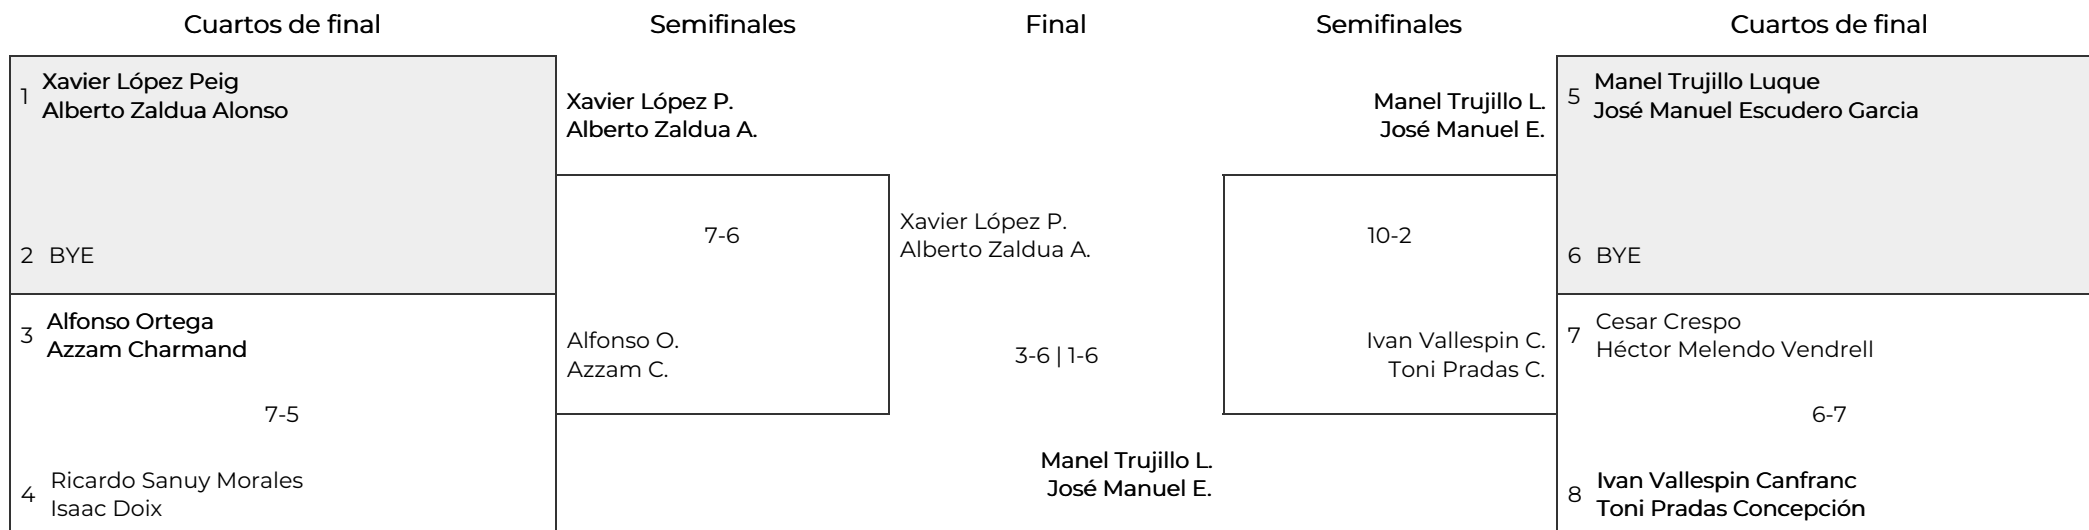 Cuartos de final
Semifinales
Final
Semifinales
Cuartos de final
1
Xavier López Peig
Alberto Zaldua Alonso
2 BYE
3
Alfonso Ortega
Azzam Charmand
7-5
4
Ricardo Sanuy Morales
Isaac Doix
Xavier López P.
Alberto Zaldua A.
7-6
Alfonso O.
Azzam C.
Xavier López P.
Alberto Zaldua A.
3-6 | 1-6
Manel Trujillo L.
José Manuel E.
Manel Trujillo L.
José Manuel E.
10-2
Ivan Vallespin C.
Toni Pradas C.
5
Manel Trujillo Luque
José Manuel Escudero Garcia
6 BYE
7
Cesar Crespo
Héctor Melendo Vendrell
6-7
8
Ivan Vallespin Canfranc
Toni Pradas Concepción